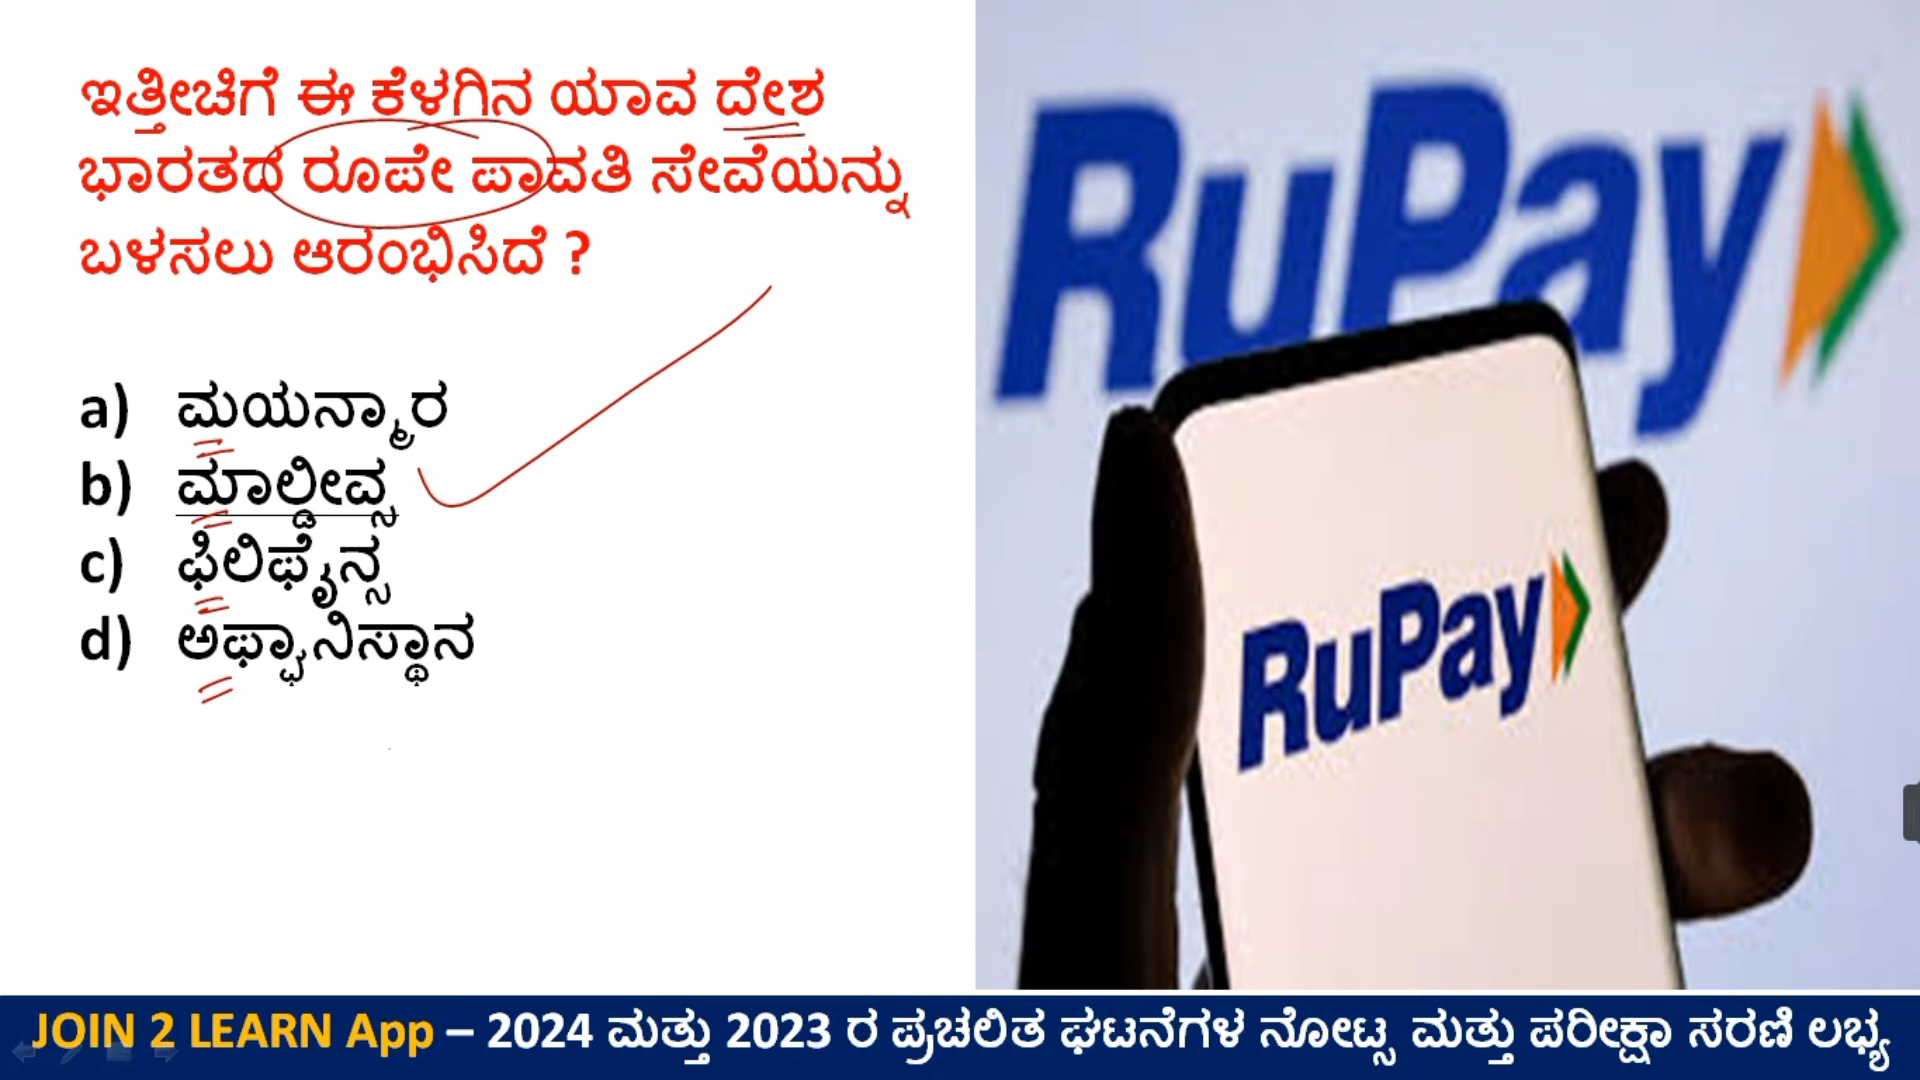 ಇತ್ತೀಚಿಗೆ ಈ ಕೆಳಗಿನ ಯಾವ ದೇಶ
ಭಾರತದ ರೂಪೇ ಪಾವತಿ ಸೇವೆಯನ್ನು
ಬಳಸಲು ಆರಂಭಿಸಿದೆ ?
a) ಮಯನ್ಮಾರ
b) ಮಾಲ್ಡೀವ್ಸ
c) ಫಿಲಿಫೈನ್ಸ
d) ಅಫ್ಘಾನಿಸ್ಥಾನ
RuPay
RuPay
JOIN 2 LEARN App – 2024 ಮತ್ತು 2023 ರ ಪ್ರಚಲಿತ ಘಟನೆಗಳ ನೋಟ್ಸ ಮತ್ತು ಪರೀಕ್ಷಾ ಸರಣಿ ಲಭ್ಯ